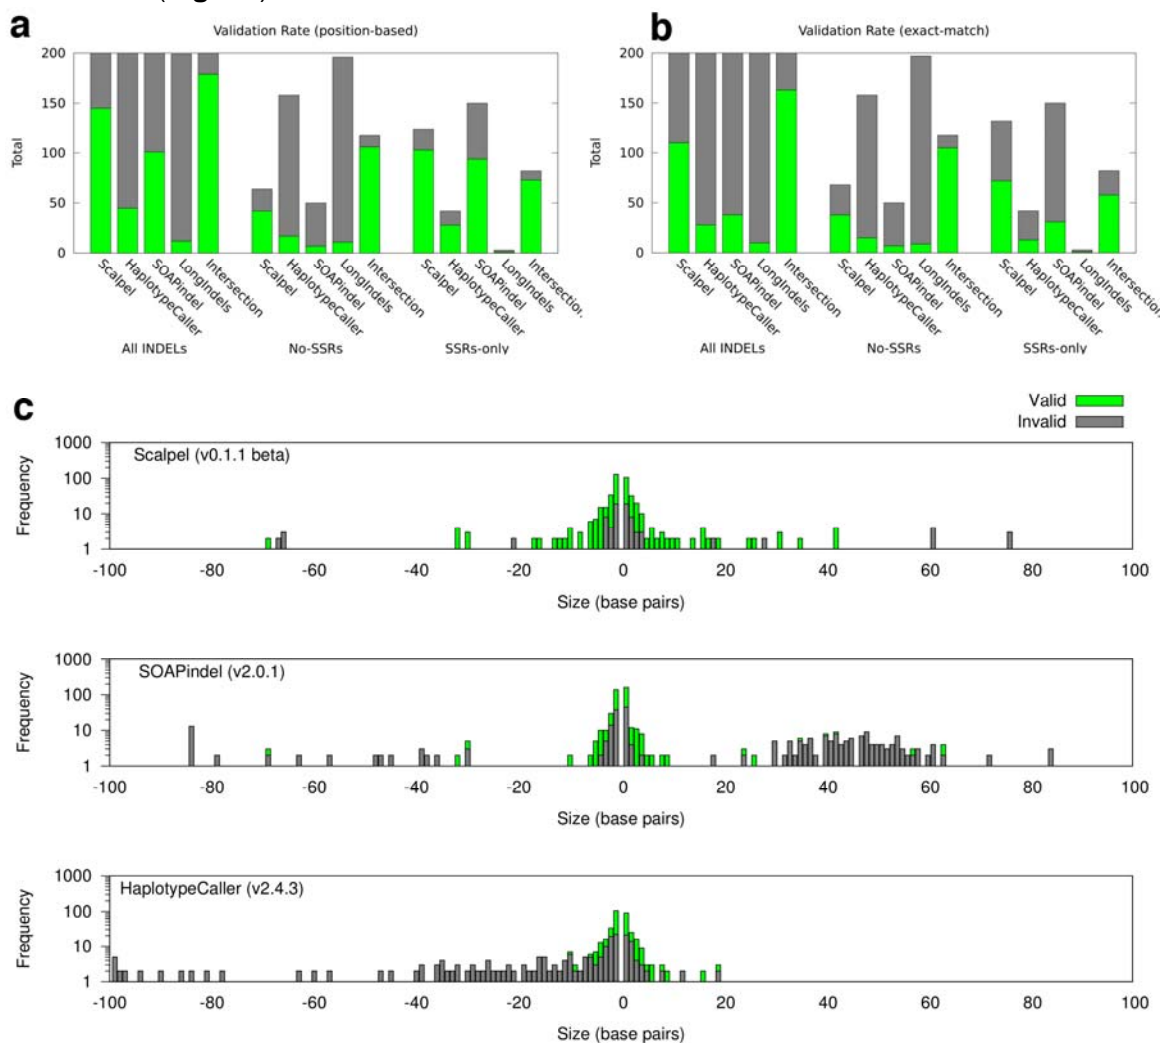 a
Validation Rate (position-based)
200
150
100
50
0
Total
Scalpel
HaplotypeCaller
SOAPindel
LongIndels
Intersection
Scalpel
HaplotypeCaller
SOAPindel
LongIndels
Intersection
Scalpel
HaplotypeCaller
SOAPindel
LongIndels
Intersection
All INDELs
No-SSRs
SSRs-only
b
Validation Rate (exact-match)
200
150
100
50
0
Total
Scalpel
HaplotypeCaller
SOAPindel
LongIndels
Intersection
Scalpel
HaplotypeCaller
SOAPindel
LongIndels
Intersection
Scalpel
HaplotypeCaller
SOAPindel
LongIndels
Intersection
All INDELs
No-SSRs
SSRs-only
c
Valid
Invalid
Scalpel (v0.1.1 beta)
Frequency
1000
100
10
1
-100 -80 -60 -40 -20 0 20 40 60 80 100
Size (base pairs)
SOAPindel (v2.0.1)
Frequency
1000
100
10
1
-100 -80 -60 -40 -20 0 20 40 60 80 100
Size (base pairs)
HaplotypeCaller (v2.4.3)
Frequency
1000
100
10
1
-100 -80 -60 -40 -20 0 20 40 60 80 100
Size (base pairs)